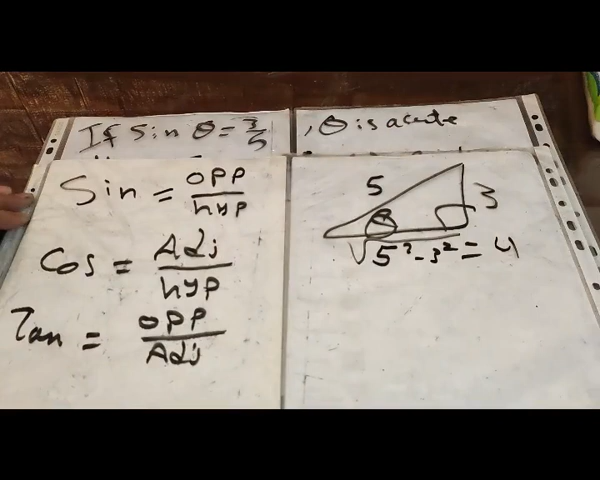 If Sin θ = 3/5 , θ is acute
Sin = opp/hyp
Cos = Adj/hyp
Tan = opp/Adj
5
3
θ
√5²-3² = 4